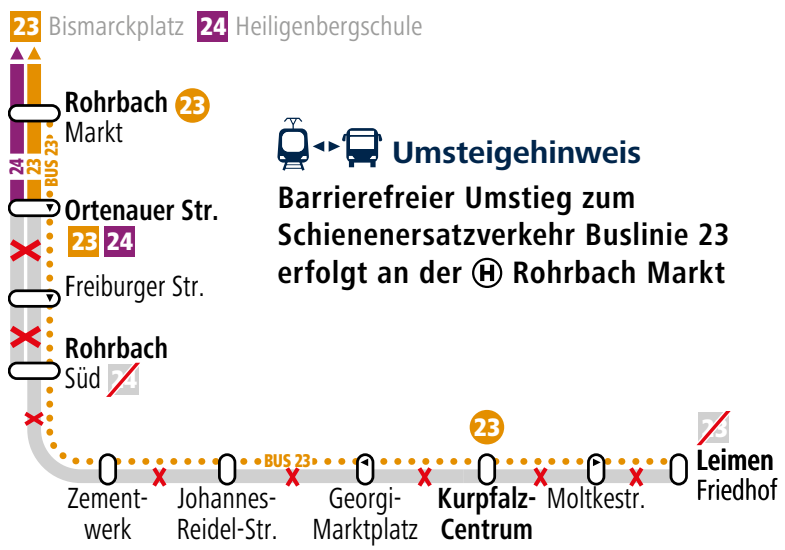 23 Bismarckplatz 24 Heiligenbergschule
Rohrbach 23
Markt
24
23
BUS 23
Umsteigehinweis
Barrierefreier Umstieg zum
Schienenersatzverkehr Buslinie 23
erfolgt an der H Rohrbach Markt
Ortenauer Str.
23 24
Freiburger Str.
Rohrbach
Süd 24
BUS 23
23
23
Zement-
werk
Johannes-
Reidel-Str.
Georgi-
Marktplatz
Kurpfalz-
Centrum
Moltkestr.
Leimen
Friedhof